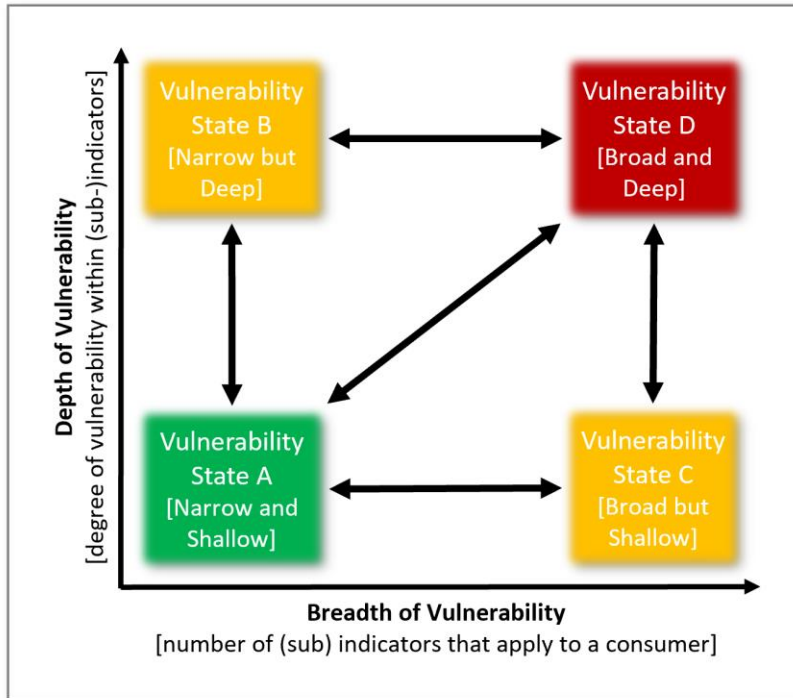 Vulnerability
State B
[Narrow but
Deep]
Vulnerability
State D
[Broad and
Deep]
Depth of Vulnerability
[degree of vulnerability within (sub-)indicators]
Vulnerability
State A
[Narrow and
Shallow]
Vulnerability
State C
[Broad but
Shallow]
Breadth of Vulnerability
[number of (sub) indicators that apply to a consumer]